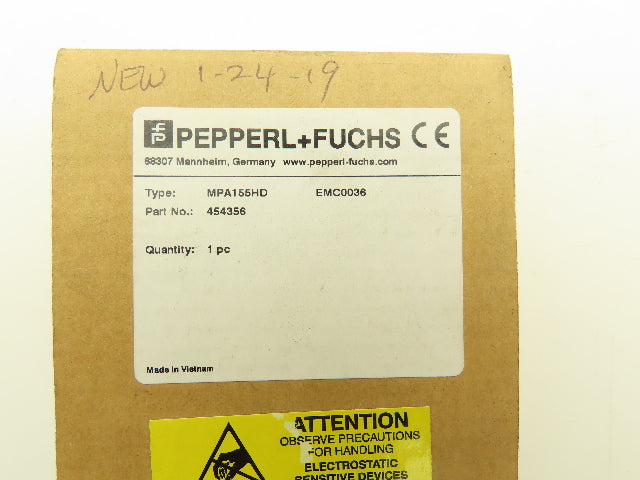 NEW 1-24-19
PEPPERL+FUCHS CE
68307 Mannheim, Germany www.pepperl-fuchs.com
Type: MPA155HD EMC0036
Part No.: 454356
Quantity: 1 pc
Made in Vietnam
ATTENTION
OBSERVE PRECAUTIONS
FOR HANDLING
ELECTROSTATIC
SENSITIVE DEVICES